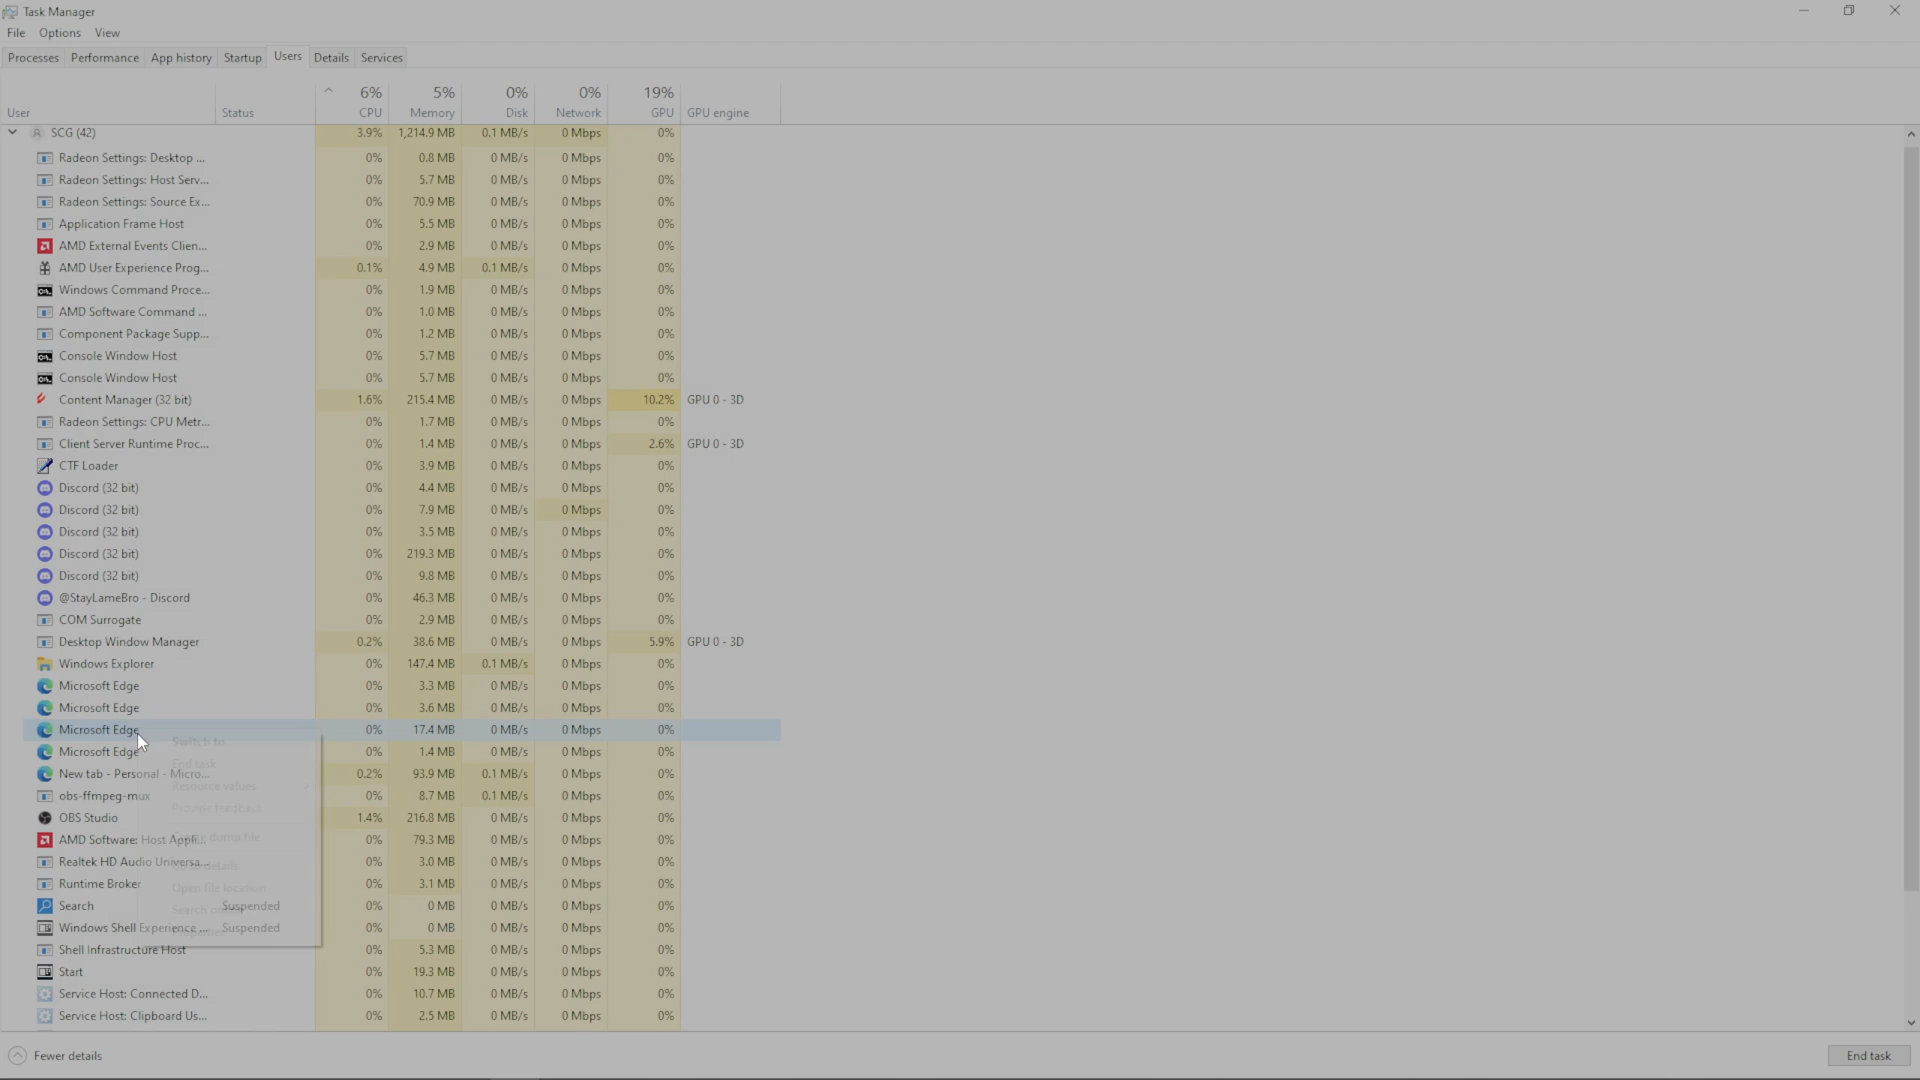 Task Manager
File Options View
Processes Performance App history Startup Users Details Services
6% 5% 0% 0% 19%
User Status CPU Memory Disk Network GPU GPU engine
SCG (42) 3.9% 1,214.9 MB 0.1 MB/s 0 Mbps 0%
Radeon Settings: Desktop ... 0% 0.8 MB 0 MB/s 0 Mbps 0%
Radeon Settings: Host Serv... 0% 5.7 MB 0 MB/s 0 Mbps 0%
Radeon Settings: Source Ex... 0% 70.9 MB 0 MB/s 0 Mbps 0%
Application Frame Host 0% 5.5 MB 0 MB/s 0 Mbps 0%
AMD External Events Clien... 0% 2.9 MB 0 MB/s 0 Mbps 0%
AMD User Experience Prog... 0.1% 4.9 MB 0.1 MB/s 0 Mbps 0%
Windows Command Proce... 0% 1.9 MB 0 MB/s 0 Mbps 0%
AMD Software Command ... 0% 1.0 MB 0 MB/s 0 Mbps 0%
Component Package Supp... 0% 1.2 MB 0 MB/s 0 Mbps 0%
Console Window Host 0% 5.7 MB 0 MB/s 0 Mbps 0%
Console Window Host 0% 5.7 MB 0 MB/s 0 Mbps 0%
Content Manager (32 bit) 1.6% 215.4 MB 0 MB/s 0 Mbps 10.2% GPU 0 - 3D
Radeon Settings: CPU Metr... 0% 1.7 MB 0 MB/s 0 Mbps 0%
Client Server Runtime Proc... 0% 1.4 MB 0 MB/s 0 Mbps 2.6% GPU 0 - 3D
CTF Loader 0% 3.9 MB 0 MB/s 0 Mbps 0%
Discord (32 bit) 0% 4.4 MB 0 MB/s 0 Mbps 0%
Discord (32 bit) 0% 7.9 MB 0 MB/s 0 Mbps 0%
Discord (32 bit) 0% 3.5 MB 0 MB/s 0 Mbps 0%
Discord (32 bit) 0% 219.3 MB 0 MB/s 0 Mbps 0%
Discord (32 bit) 0% 9.8 MB 0 MB/s 0 Mbps 0%
@StayLameBro - Discord 0% 46.3 MB 0 MB/s 0 Mbps 0%
COM Surrogate 0% 2.9 MB 0 MB/s 0 Mbps 0%
Desktop Window Manager 0.2% 38.6 MB 0 MB/s 0 Mbps 5.9% GPU 0 - 3D
Windows Explorer 0% 147.4 MB 0.1 MB/s 0 Mbps 0%
Microsoft Edge 0% 3.3 MB 0 MB/s 0 Mbps 0%
Microsoft Edge 0% 3.6 MB 0 MB/s 0 Mbps 0%
Microsoft Edge 0% 17.4 MB 0 MB/s 0 Mbps 0%
Switch to
Microsoft Edge 0% 1.4 MB 0 MB/s 0 Mbps 0%
End task
New tab - Personal - Micro... 0.2% 93.9 MB 0.1 MB/s 0 Mbps 0%
Resource values
obs-ffmpeg-mux 0% 8.7 MB 0.1 MB/s 0 Mbps 0%
Provide feedback
OBS Studio 1.4% 216.8 MB 0 MB/s 0 Mbps 0%
dump file
AMD Software: Host Appli... 0% 79.3 MB 0 MB/s 0 Mbps 0%
Realtek HD Audio Universa... 0% 3.0 MB 0 MB/s 0 Mbps 0%
details
Runtime Broker 0% 3.1 MB 0 MB/s 0 Mbps 0%
Open file location
Search Suspended 0% 0 MB 0 MB/s 0 Mbps 0%
Search
Windows Shell Experience ... Suspended 0% 0 MB 0 MB/s 0 Mbps 0%
Shell Infrastructure Host 0% 5.3 MB 0 MB/s 0 Mbps 0%
Start 0% 19.3 MB 0 MB/s 0 Mbps 0%
Service Host: Connected D... 0% 10.7 MB 0 MB/s 0 Mbps 0%
Service Host: Clipboard Us... 0% 2.5 MB 0 MB/s 0 Mbps 0%
Fewer details End task